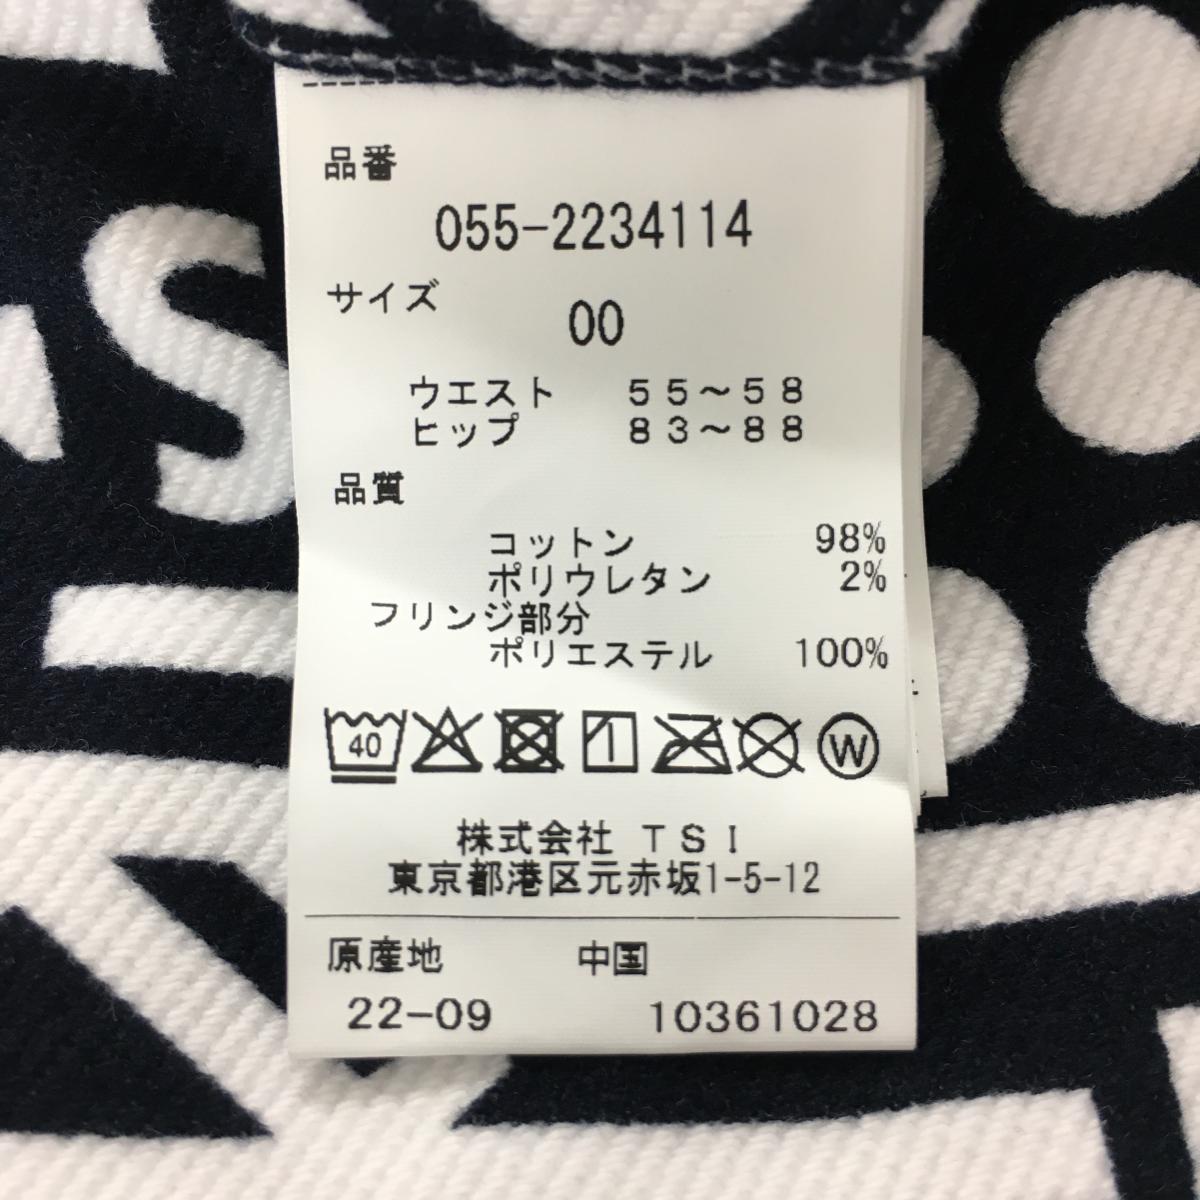 品番
055-2234114
サイズ
00
ウエスト 55～58
ヒップ 83～88
品質
コットン 98%
ポリウレタン 2%
フリンジ部分
ポリエステル 100%
40 W
株式会社 TSI
東京都港区元赤坂1-5-12
原産地 中国
22-09 10361028